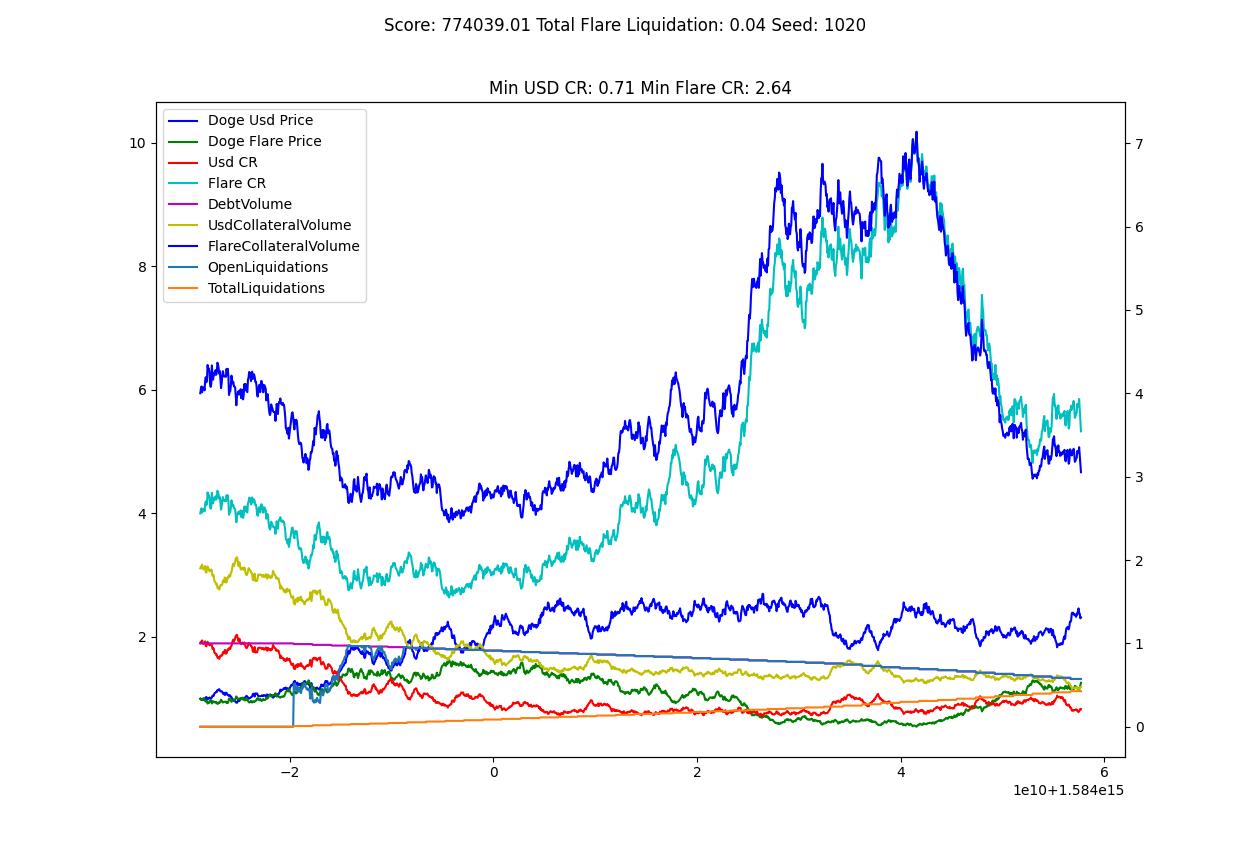 Score: 774039.01 Total Flare Liquidation: 0.04 Seed: 1020
Min USD CR: 0.71 Min Flare CR: 2.64
Doge Usd Price
Doge Flare Price
Usd CR
Flare CR
DebtVolume
UsdCollateralVolume
FlareCollateralVolume
OpenLiquidations
TotalLiquidations
10
8
6
4
2
7
6
5
4
3
2
1
0
−2
0
2
4
6
1e10+1.584e15